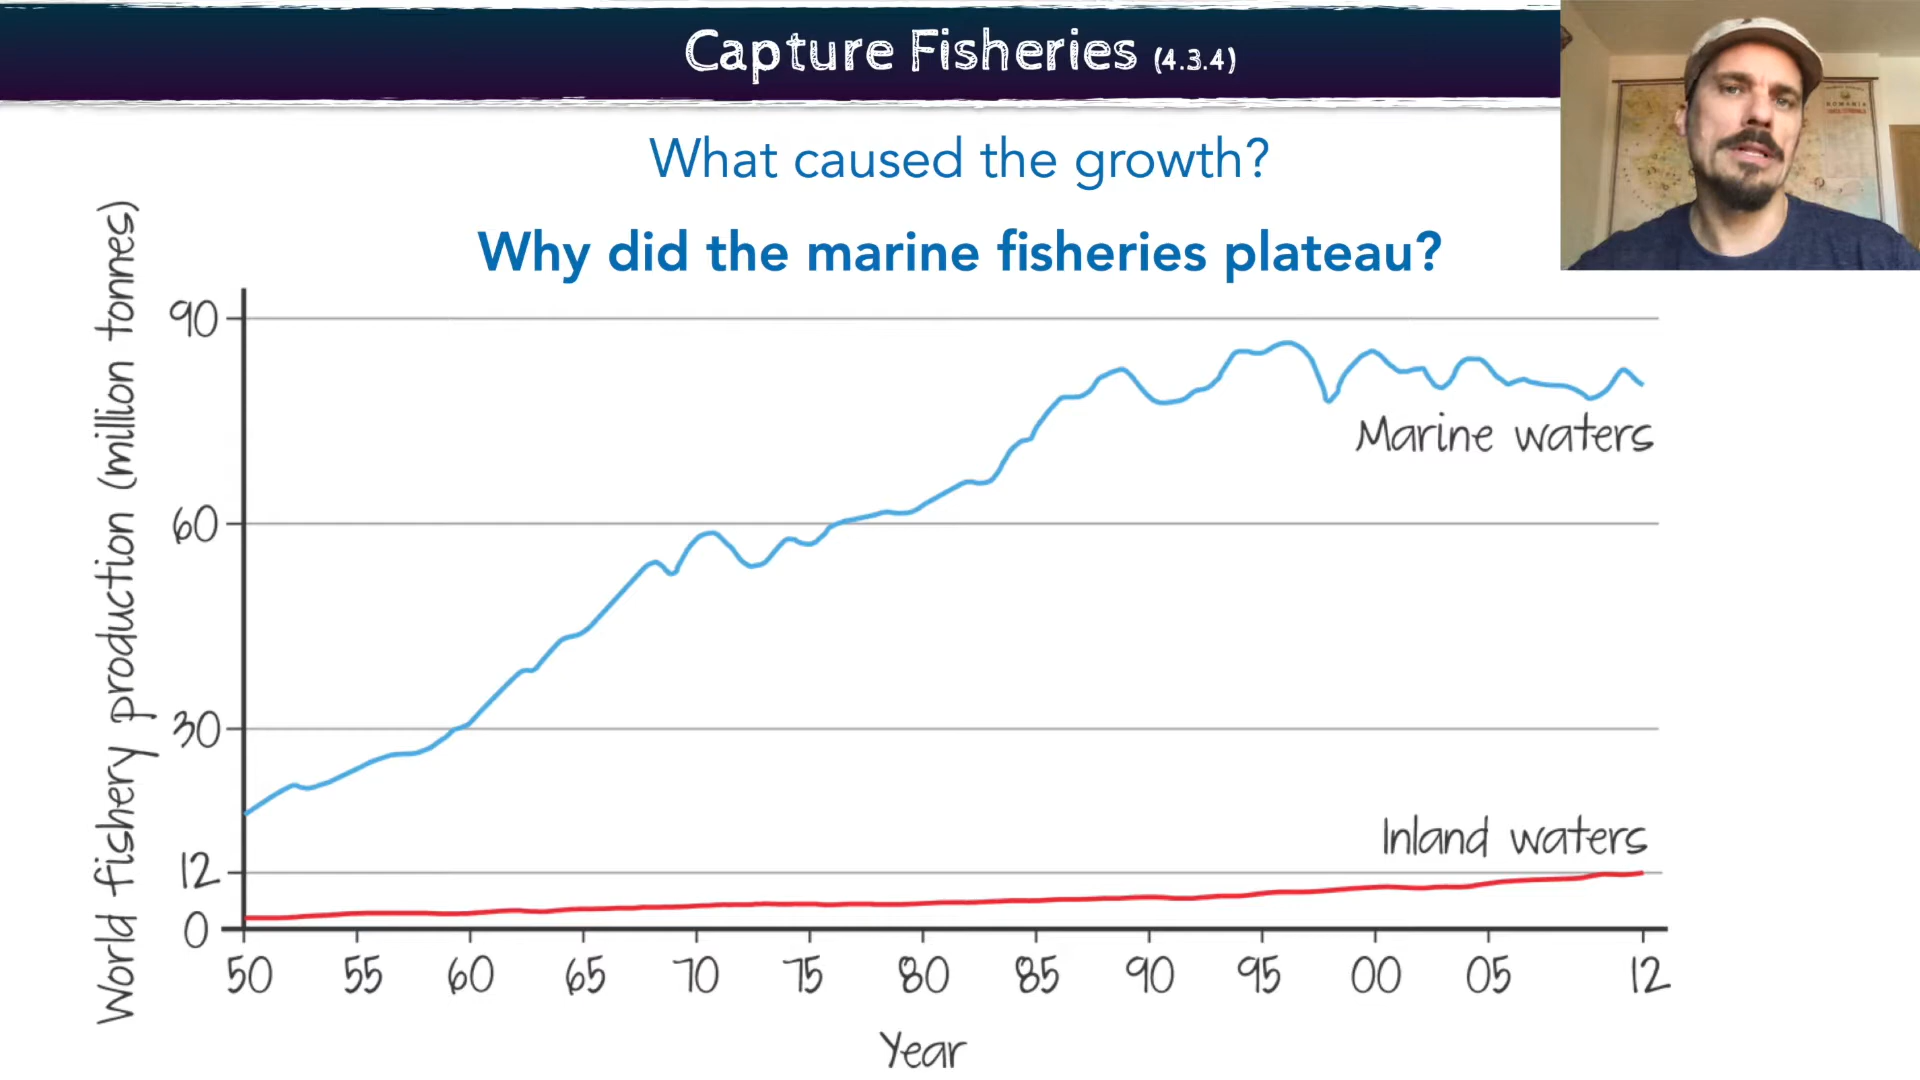 Capture Fisheries (4.3.4)
What caused the growth?
Why did the marine fisheries plateau?
World fishery production (million tonnes)
90
60
30
12
0
Marine waters
Inland waters
50 55 60 65 70 75 80 85 90 95 00 05 12
Year
ROMANIA